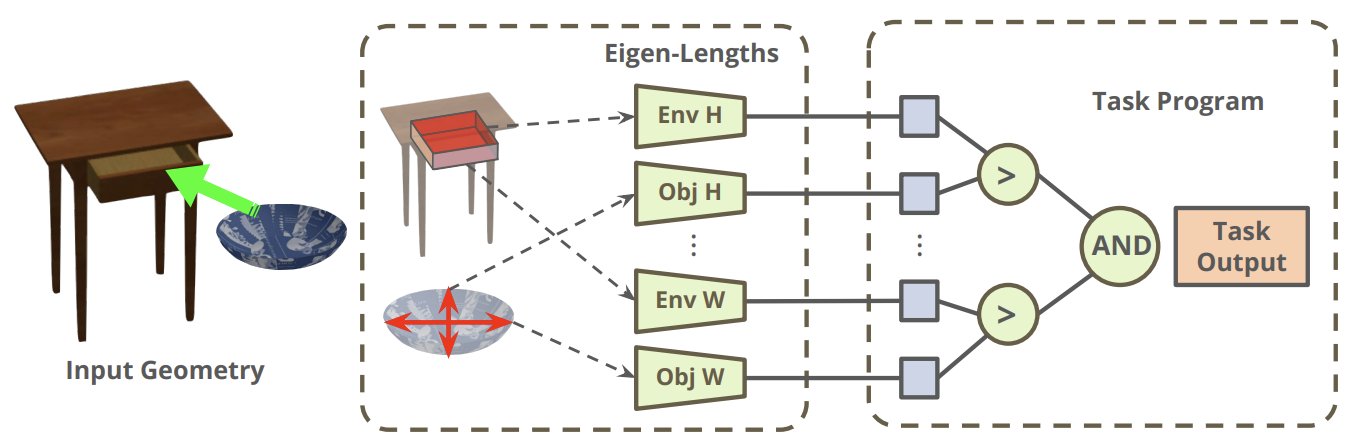 Eigen-Lengths
Task Program
Env H
Obj H
Env W
Obj W
>
>
AND
Task
Output
Input Geometry